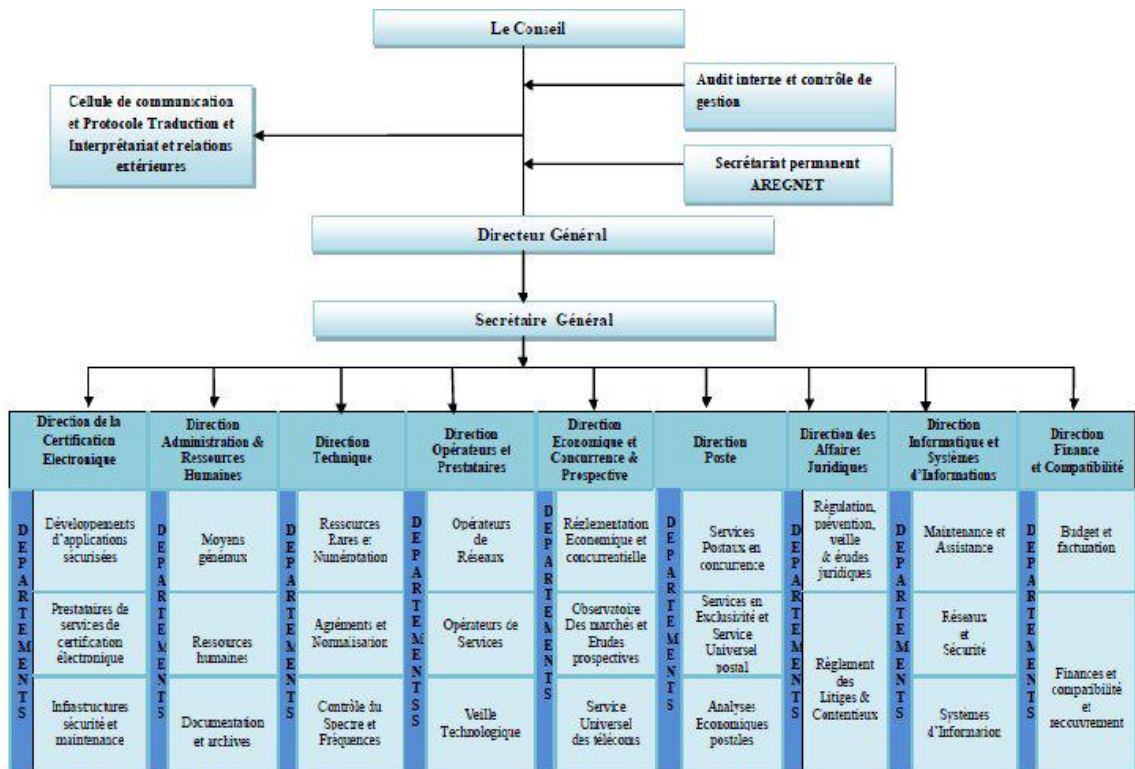 Le Conseil
Audit interne et contrôle de
gestion
Cellule de communication
et Protocole Traduction et
Interprétariat et relations
extérieures
Secrétariat permanent
AREGNET
Directeur Général
Secrétaire Général
Direction de la
Certification
Electronique
Direction
Administration &
Ressources
Humaines
Direction
Technique
Direction
Opérateurs et
Prestataires
Direction
Economique et
Concurrence &
Prospective
Direction
Poste
Direction des
Affaires
Juridiques
Direction
Informatique et
Systèmes
d'Informations
Direction
Finance
et Compatibilité
DEPARTEMENTS
Développements
d'applications
sécurisées
Prestataires de
services de
certification
électronique
Infrastructures
sécurité et
maintenance
DEPARTEMENTS
Moyens
généraux
Ressources
humaines
Documentation
et archives
DEPARTEMENTS
Ressources
Rares et
Numérotation
Agréments et
Normalisation
Contrôle du
Spectre et
Fréquences
DEPARTEMENTSS
Opérateurs
de
Réseaux
Opérateurs de
Services
Veille
Technologique
DEPARTEMENTS
Réglementation
Economique et
concurrentielle
Observatoire
Des marchés et
Etudes
prospectives
Service
Universel
des télécoms
DEPARTEMENTS
Services
Postaux en
concurrence
Services en
Exclusivité et
Service
Universel
postal
Analyses
Economiques
postales
DEPARTEMENTS
Régulation,
prévention,
veille
& études
juridiques
Règlement
des
Litiges &
Contentieux
DEPARTEMENTS
Maintenance et
Assistance
Réseaux
et
Sécurité
Systèmes
d'Information
DEPARTEMENTS
Budget et
facturation
Finances et
compatibilité
et
recouvrement